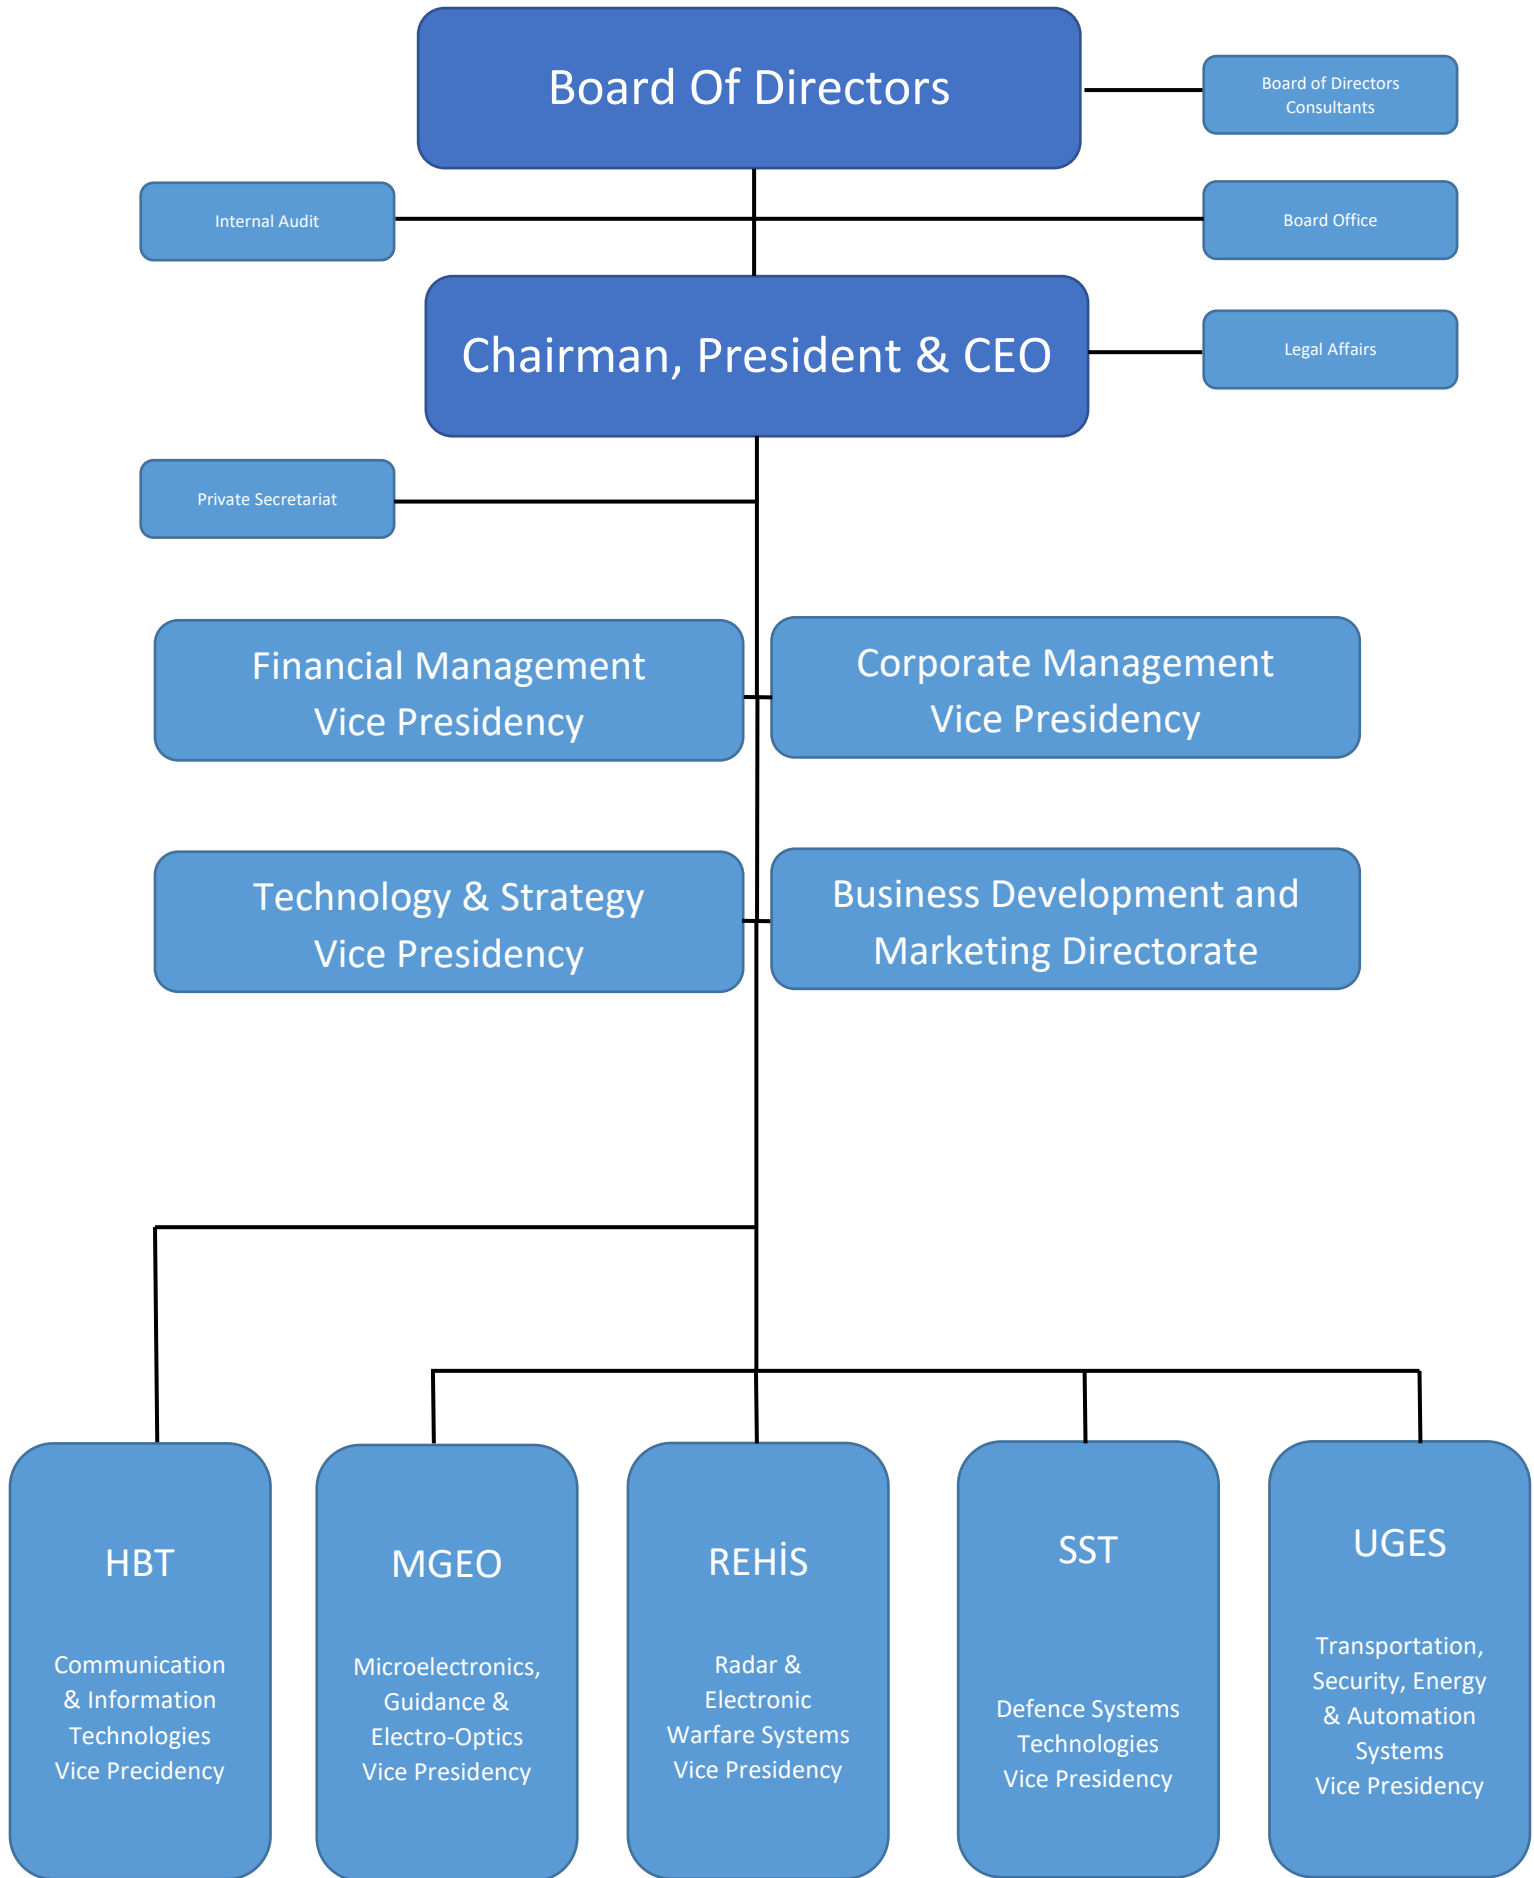 Board Of Directors
Board of Directors
Consultants
Internal Audit
Board Office
Chairman, President & CEO
Legal Affairs
Private Secretariat
Financial Management
Vice Presidency
Corporate Management
Vice Presidency
Technology & Strategy
Vice Presidency
Business Development and
Marketing Directorate
HBT
Communication
& Information
Technologies
Vice Precidency
MGEO
Microelectronics,
Guidance &
Electro-Optics
Vice Presidency
REHİS
Radar &
Electronic
Warfare Systems
Vice Presidency
SST
Defence Systems
Technologies
Vice Presidency
UGES
Transportation,
Security, Energy
& Automation
Systems
Vice Presidency